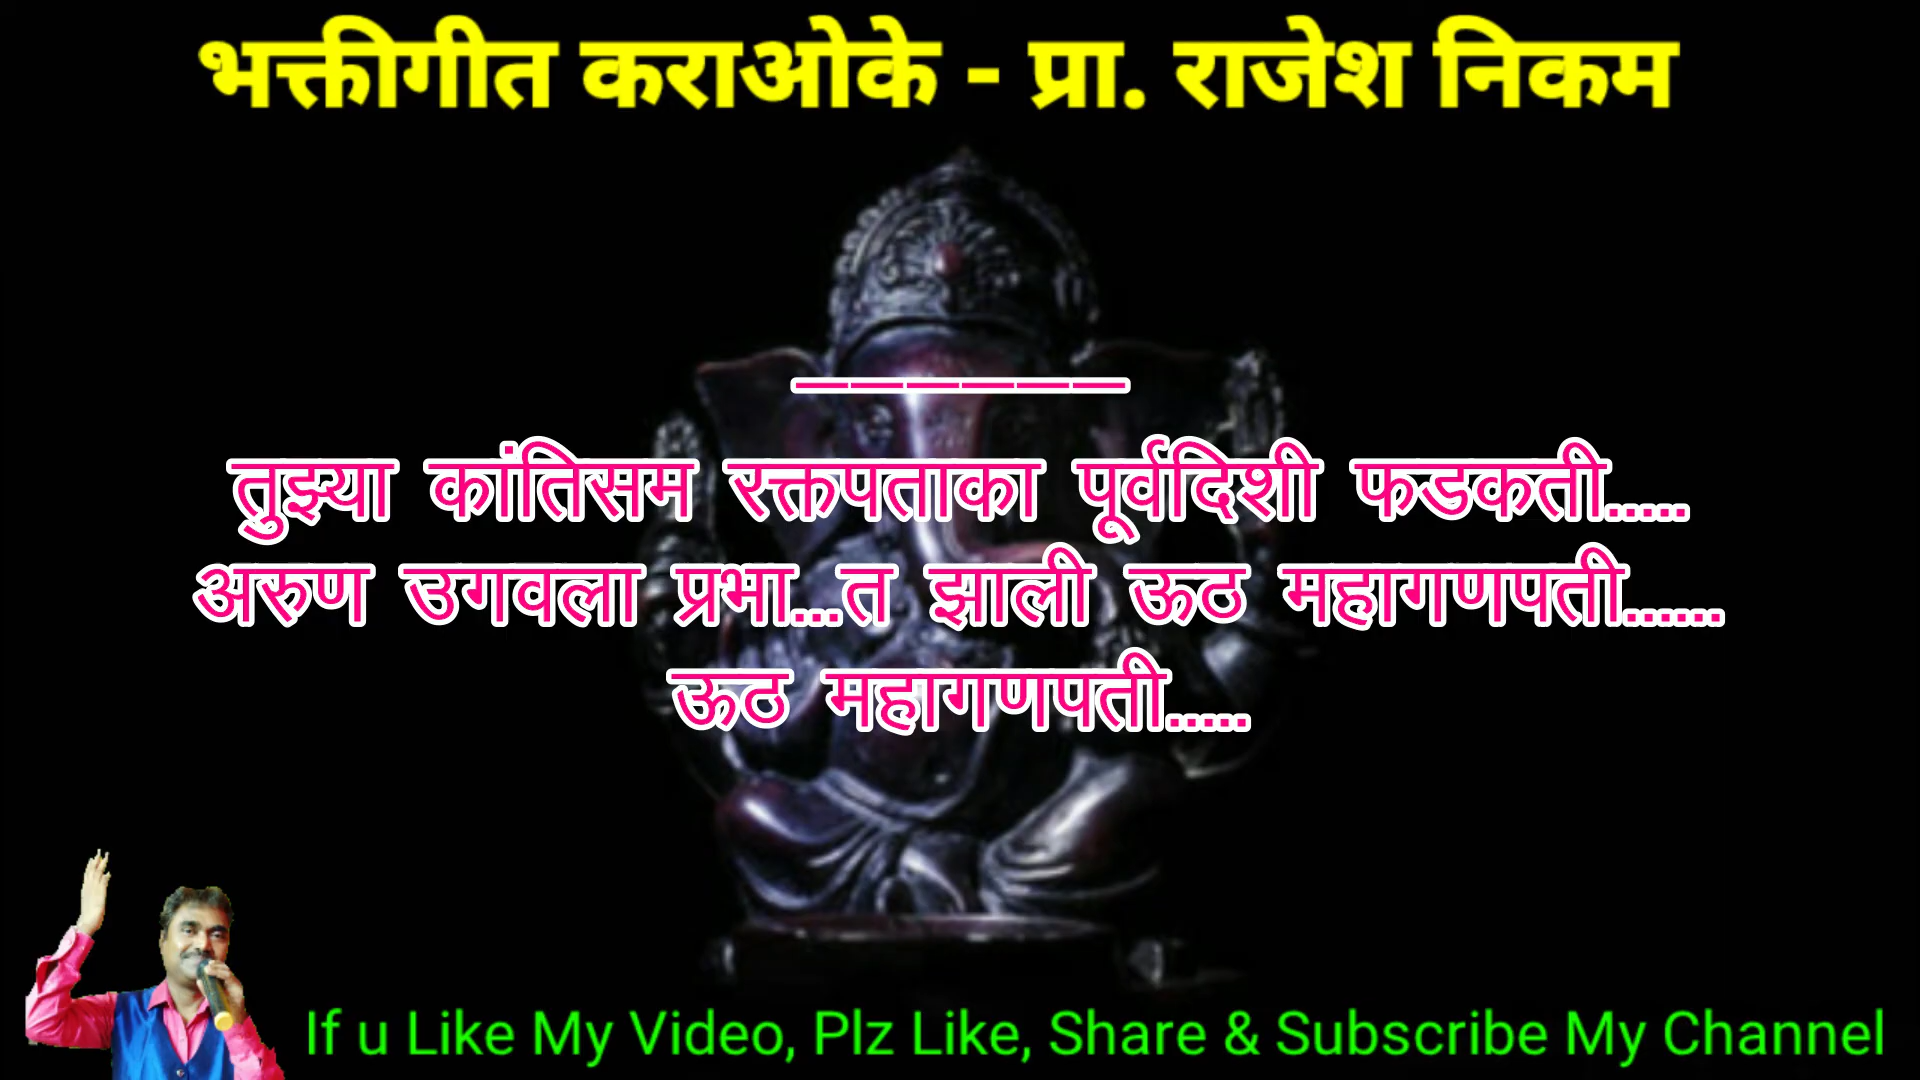 भक्तीगीत कराओके - प्रा. राजेश निकम
–––––––
तुझ्या कांतिसम रक्तपताका पूर्वदिशी फडकती.....
अरुण उगवला प्रभा...त झाली ऊठ महागणपती......
ऊठ महागणपती.....
If u Like My Video, Plz Like, Share & Subscribe My Channel